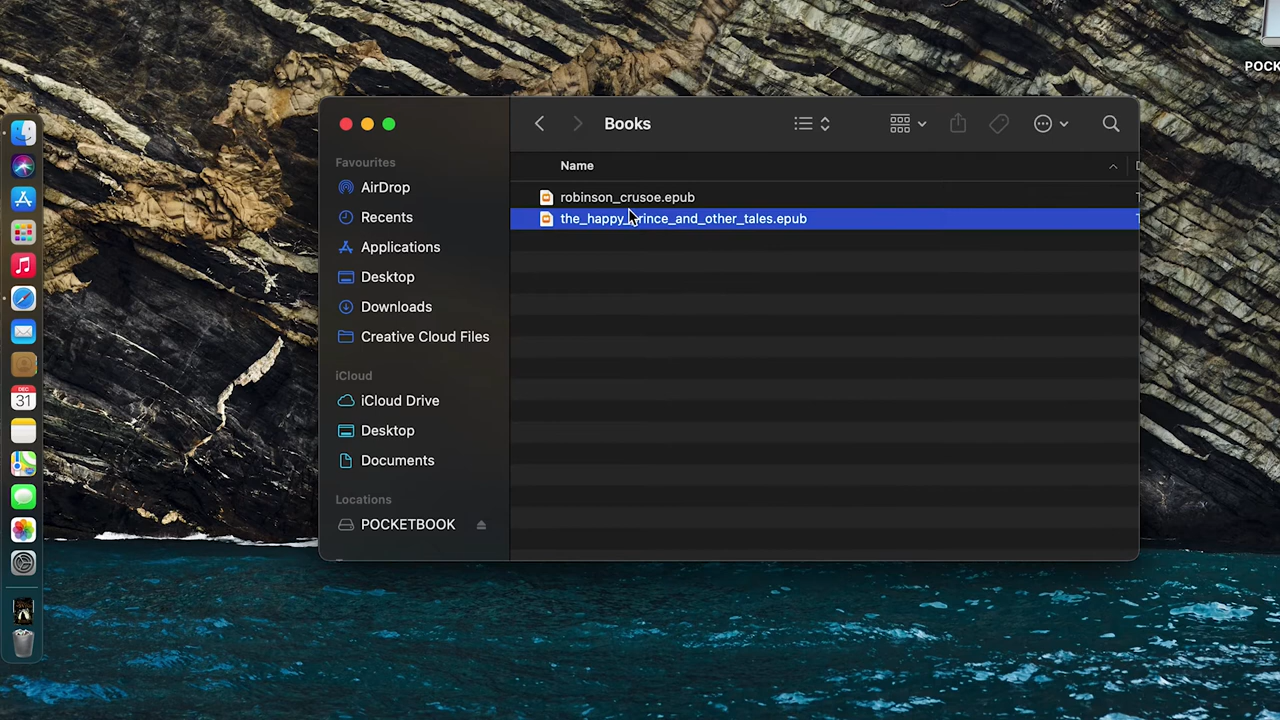 POCK
Books
Favourites
Name
AirDrop
robinson_crusoe.epub
Recents
the_happy_prince_and_other_tales.epub
Applications
Desktop
Downloads
Creative Cloud Files
iCloud
iCloud Drive
DEC
31
Desktop
Documents
Locations
POCKETBOOK